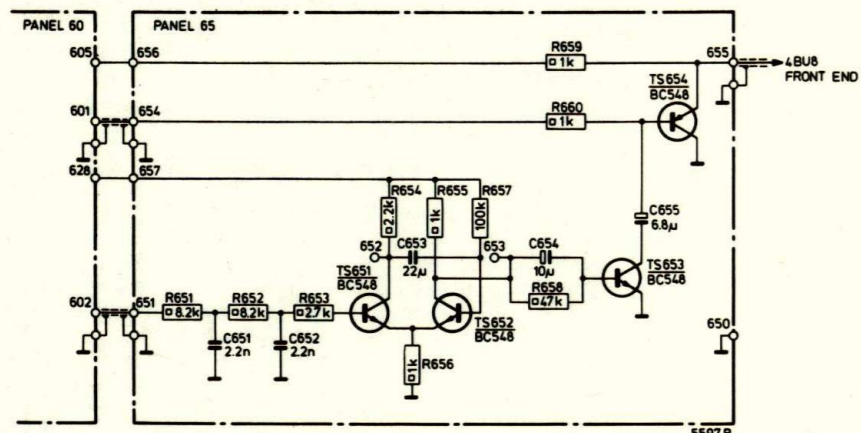 PANEL 60
PANEL 65
605
656
R659
1k
655
4BU8
FRONT END
TS654
BC548
601
654
R660
1k
628
657
R654
2.2k
R655
1k
R657
100k
C655
6.8µ
652
C653
22µ
653
C654
10µ
TS651
BC548
TS653
BC548
R658
47k
602
651
R651
8.2k
R652
8.2k
R653
2.7k
TS652
BC548
650
C651
2.2n
C652
2.2n
R656
1k